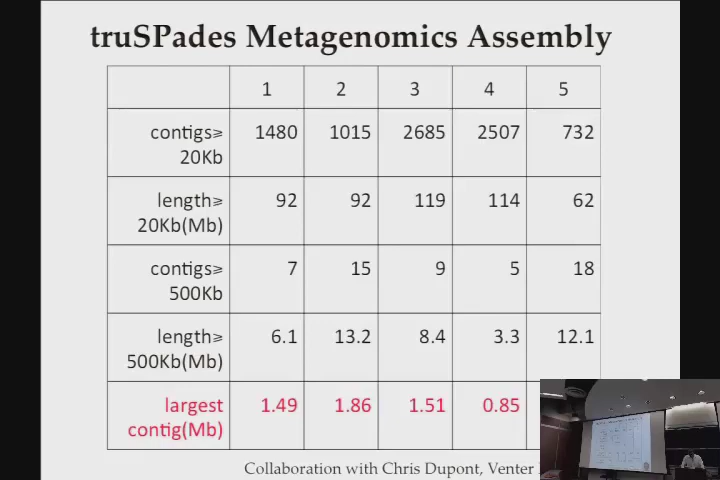 truSPades Metagenomics Assembly
1 2 3 4 5
contigs≥ 1480 1015 2685 2507 732
20Kb
length≥ 92 92 119 114 62
20Kb(Mb)
contigs≥ 7 15 9 5 18
500Kb
length≥ 6.1 13.2 8.4 3.3 12.1
500Kb(Mb)
largest 1.49 1.86 1.51 0.85
contig(Mb)
Collaboration with Chris Dupont, Venter